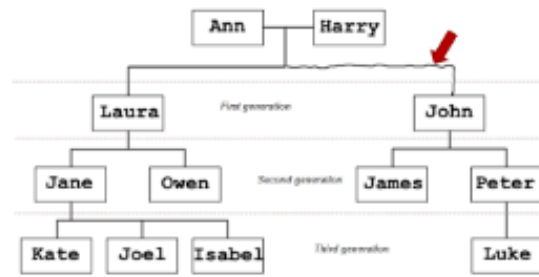 Ann Harry
Laura First generation John
Jane Owen Second generation James Peter
Kate Joel Isabel Third generation Luke